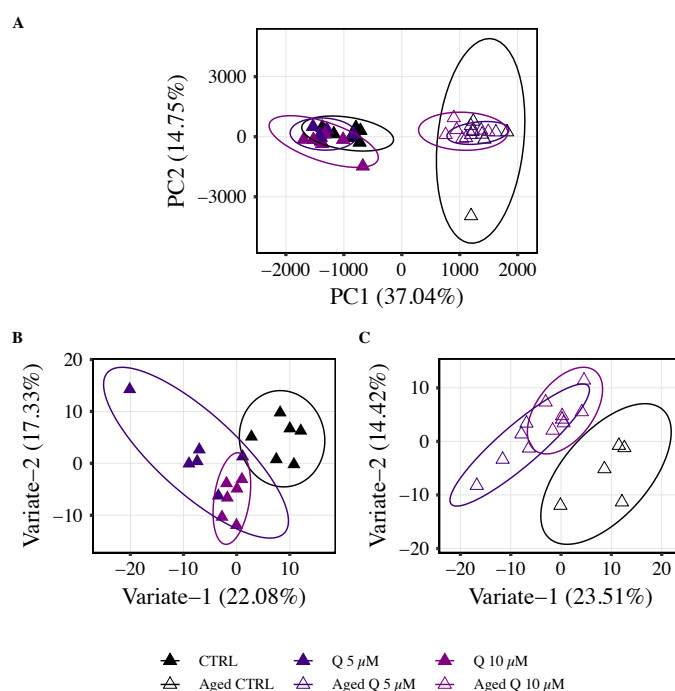 A
PC2 (14.75%)
3000
0
−3000
−2000 −1000 0 1000 2000
PC1 (37.04%)
B
Variate−2 (17.33%)
20
10
0
−10
−20 −10 0 10
Variate−1 (22.08%)
C
Variate−2 (14.42%)
10
0
−10
−20
−20 −10 0 10 20
Variate−1 (23.51%)
CTRL Q 5 μM Q 10 μM
Aged CTRL Aged Q 5 μM Aged Q 10 μM